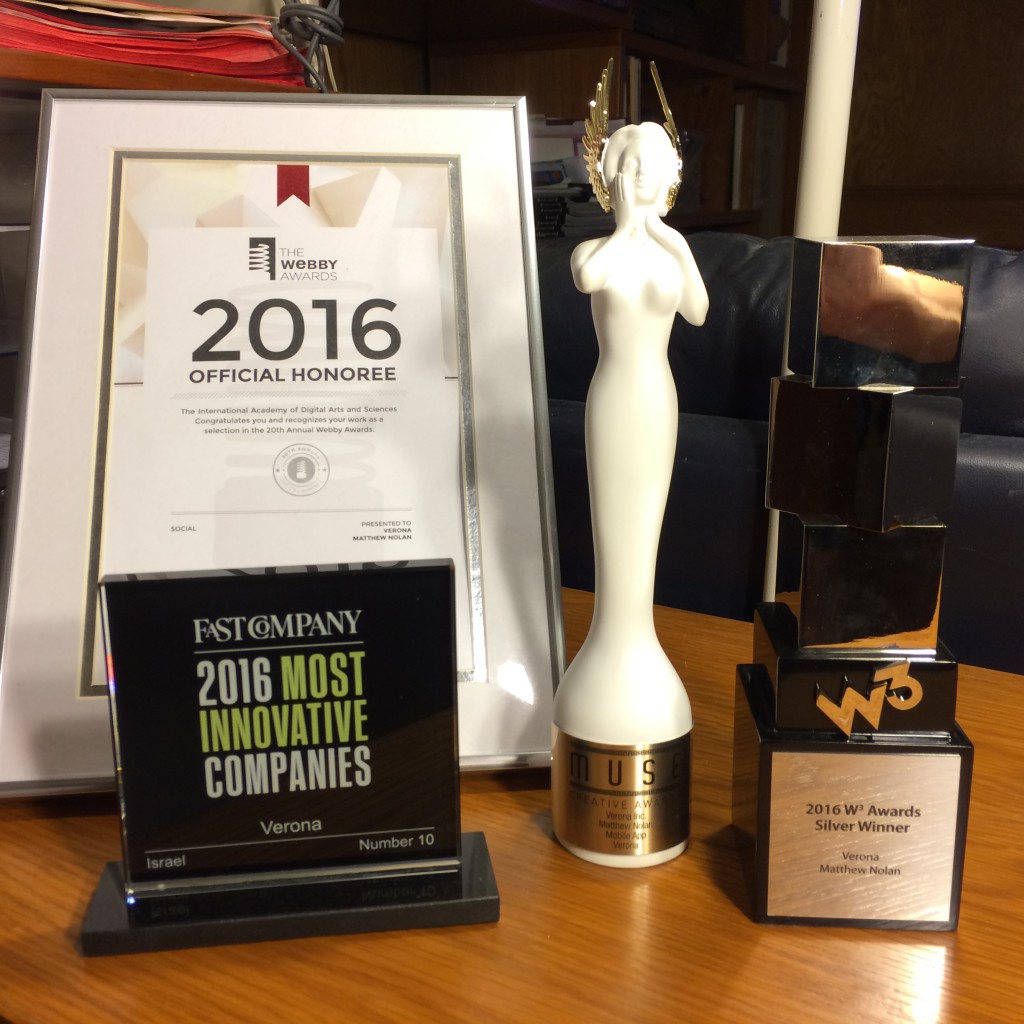 THE
WEBBY
AWARDS
2016
OFFICIAL HONOREE
The International Academy of Digital Arts and Sciences
Congratulates you and recognizes your work as a
selection in the 20th Annual Webby Awards.
SOCIAL
PRESENTED TO
VERONA
MATTHEW NOLAN
FAST COMPANY
2016 MOST
INNOVATIVE
COMPANIES
Verona
Israel
Number 10
MUSE
CREATIVE AWARDS
Verona Inc.
Matthew Nolan
Mobile App
Verona
W3
2016 W³ Awards
Silver Winner
Verona
Matthew Nolan